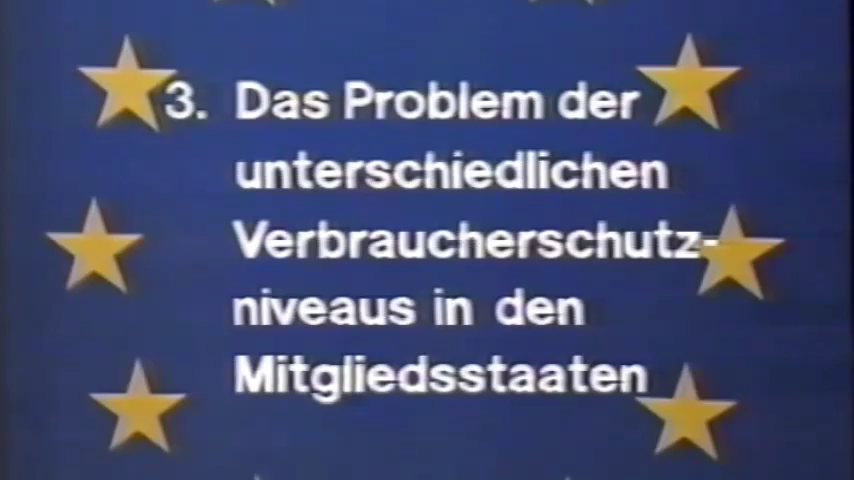 3. Das Problem der
unterschiedlichen
Verbraucherschutz-
niveaus in den
Mitgliedsstaaten